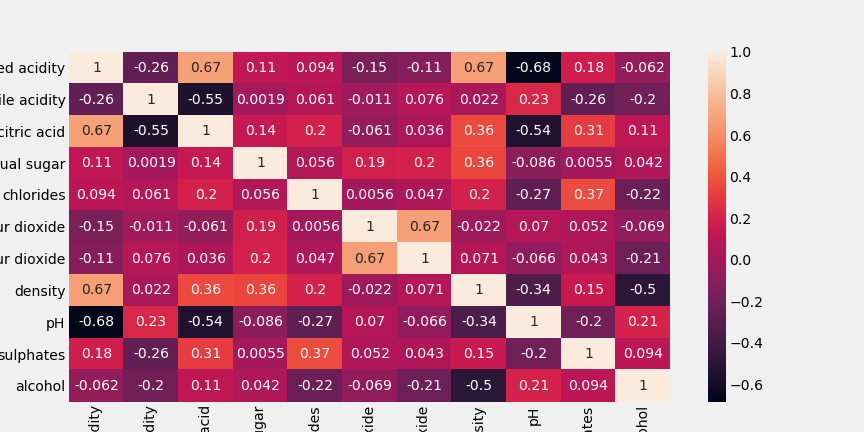 ed acidity 1 -0.26 0.67 0.11 0.094 -0.15 -0.11 0.67 -0.68 0.18 -0.062 1.0
ile acidity -0.26 1 -0.55 0.0019 0.061 -0.011 0.076 0.022 0.23 -0.26 -0.2 0.8
citric acid 0.67 -0.55 1 0.14 0.2 -0.061 0.036 0.36 -0.54 0.31 0.11 0.6
ual sugar 0.11 0.0019 0.14 1 0.056 0.19 0.2 0.36 -0.086 0.0055 0.042 0.4
chlorides 0.094 0.061 0.2 0.056 1 0.0056 0.047 0.2 -0.27 0.37 -0.22 0.2
ur dioxide -0.15 -0.011 -0.061 0.19 0.0056 1 0.67 -0.022 0.07 0.052 -0.069
ur dioxide -0.11 0.076 0.036 0.2 0.047 0.67 1 0.071 -0.066 0.043 -0.21 0.0
density 0.67 0.022 0.36 0.36 0.2 -0.022 0.071 1 -0.34 0.15 -0.5 −0.2
pH -0.68 0.23 -0.54 -0.086 -0.27 0.07 -0.066 -0.34 1 -0.2 0.21
sulphates 0.18 -0.26 0.31 0.0055 0.37 0.052 0.043 0.15 -0.2 1 0.094 −0.4
alcohol -0.062 -0.2 0.11 0.042 -0.22 -0.069 -0.21 -0.5 0.21 0.094 1 −0.6
dity
dity
acid
gar
des
xide
xide
sity
pH
ates
ohol